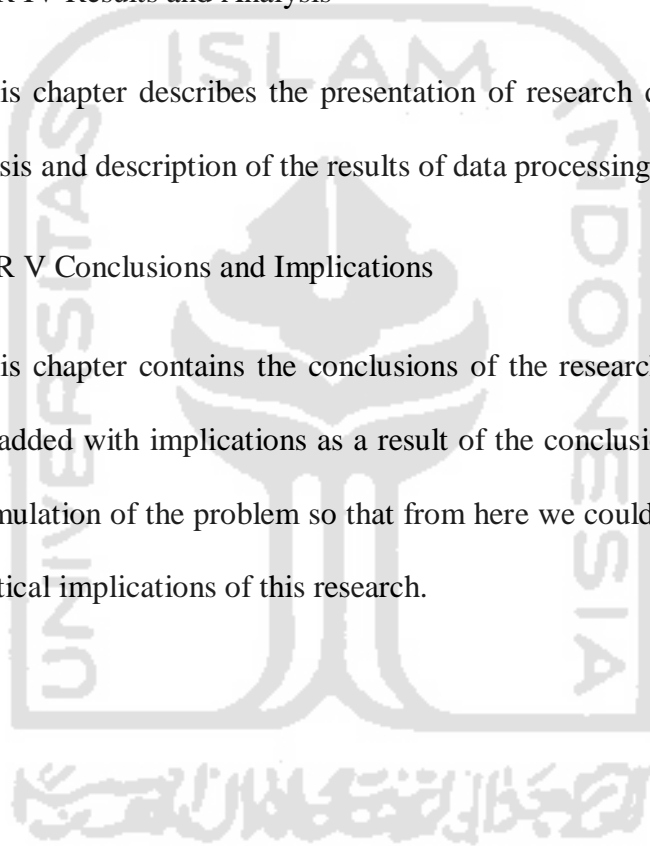 R IV Results and Analysis
ISLAM
UNIVERSITAS
INDONESIA
is chapter describes the presentation of research
sis and description of the results of data processing
R V Conclusions and Implications
is chapter contains the conclusions of the research
added with implications as a result of the conclusi
mulation of the problem so that from here we could
tical implications of this research.